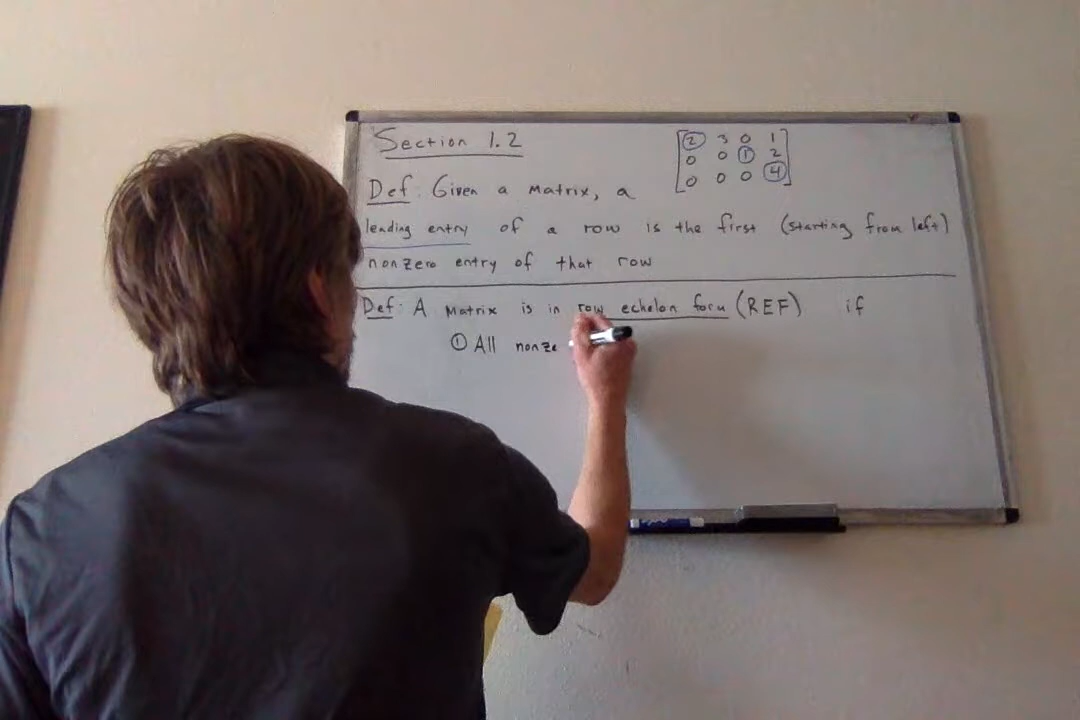 Section 1.2
[2 3 0 1]
[0 0 1 2]
[0 0 0 4]
Def: Given a matrix, a
leading entry of a row is the first (starting from left)
nonzero entry of that row
Def: A matrix is in row echelon form (REF) if
① All nonze